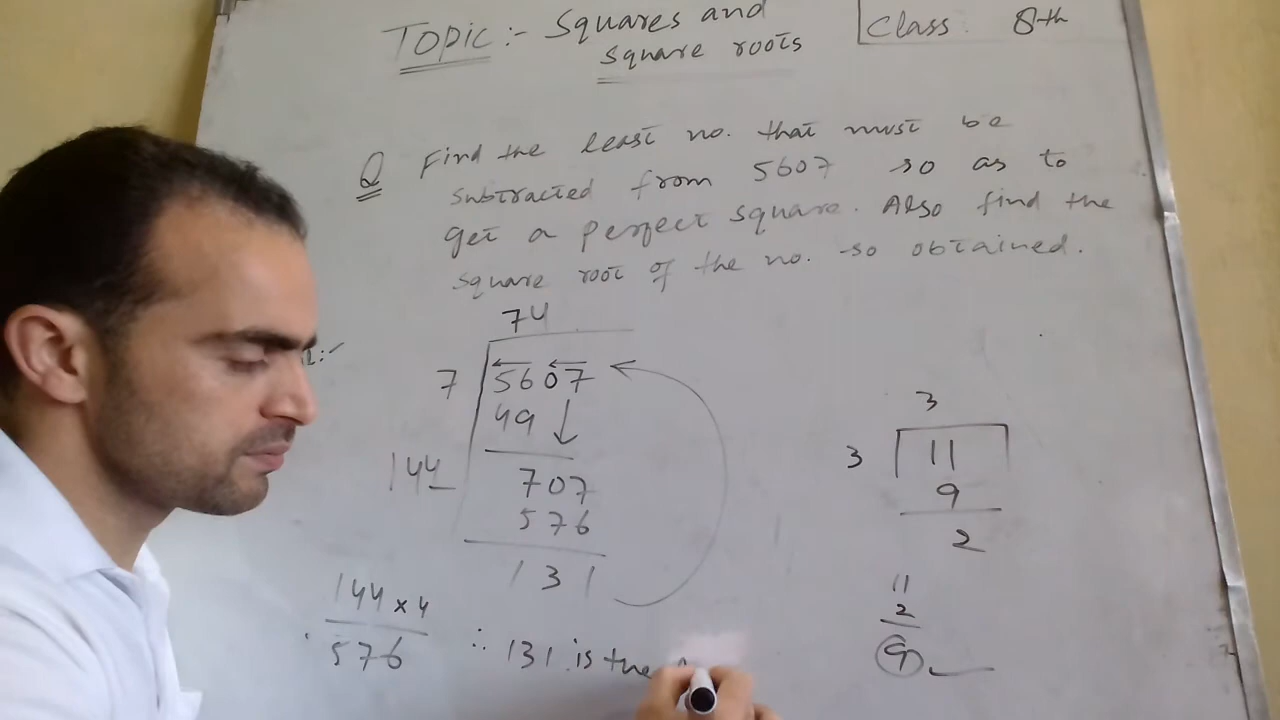 Topic:- Squares and
square roots
Class 8th
Q Find the least no. that must be
subtracted from 5607 so as to
get a perfect square. Also find the
square root of the no. so obtained.
74
7 5607
49
144 707
576
131
144 x 4
576
∴ 131 is the
3
3 11
9
2
11
2
9